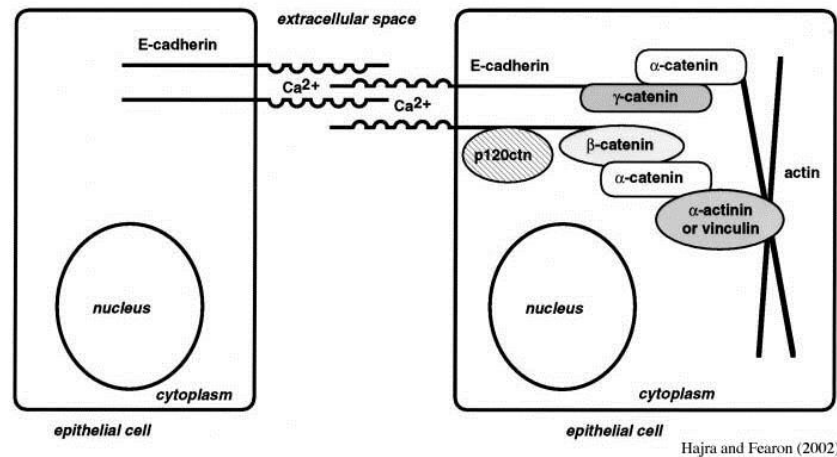 extracellular space
E-cadherin
Ca2+
Ca2+
E-cadherin
α-catenin
γ-catenin
p120ctn
β-catenin
α-catenin
actin
α-actinin
or vinculin
nucleus
nucleus
cytoplasm
cytoplasm
epithelial cell
epithelial cell
Hajra and Fearon (2002)